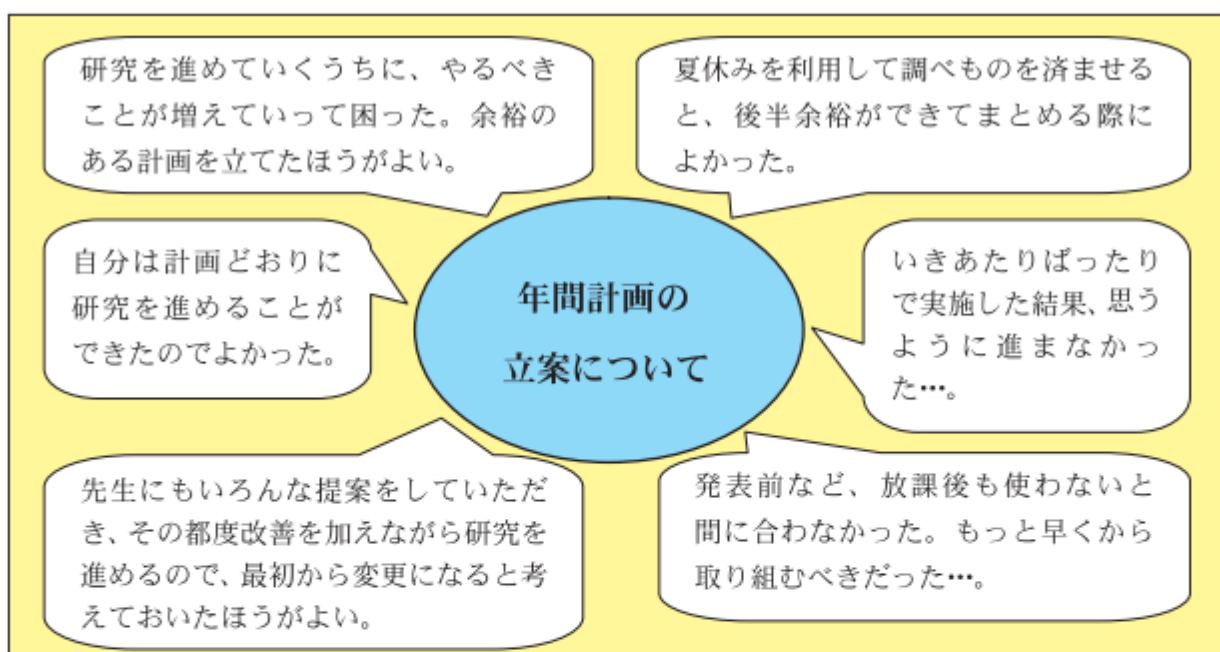 研究を進めていくうちに、やるべき
ことが増えていって困った。余裕の
ある計画を立てたほうがよい。
夏休みを利用して調べものを済ませる
と、後半余裕ができてまとめる際に
よかった。
自分は計画どおりに
研究を進めることが
できたのでよかった。
年間計画の
立案について
いきあたりばったり
で実施した結果、思う
ように進まなかっ
た…。
先生にもいろんな提案をしていただ
き、その都度改善を加えながら研究を
進めるので、最初から変更になると考
えておいたほうがよい。
発表前など、放課後も使わないと
間に合わなかった。もっと早くから
取り組むべきだった…。